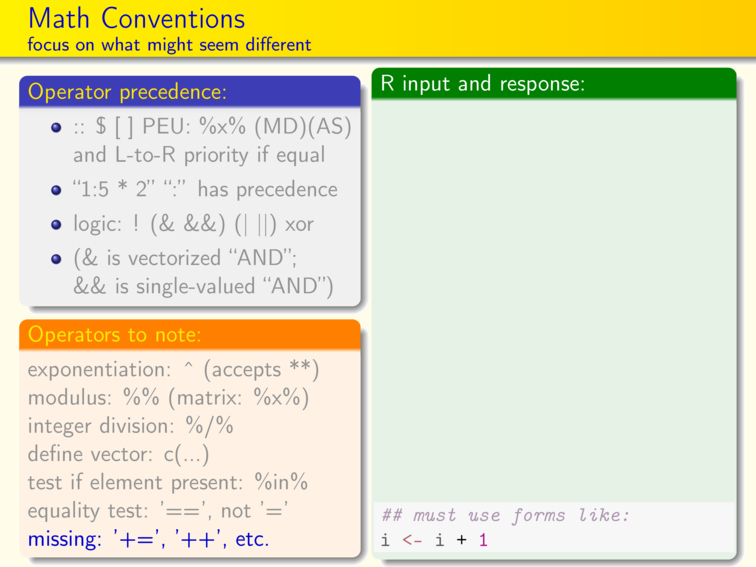 Math Conventions
focus on what might seem different
Operator precedence:
:: $ [ ] PEU: %x% (MD)(AS)
and L-to-R priority if equal
“1:5 * 2” “:” has precedence
logic: ! (& &&) (| ||) xor
(& is vectorized “AND”;
&& is single-valued “AND”)
Operators to note:
exponentiation: ^ (accepts **)
modulus: %% (matrix: %x%)
integer division: %/%
define vector: c(...)
test if element present: %in%
equality test: '==', not '='
missing: '+=', '++', etc.
R input and response:
## must use forms like:
i <- i + 1